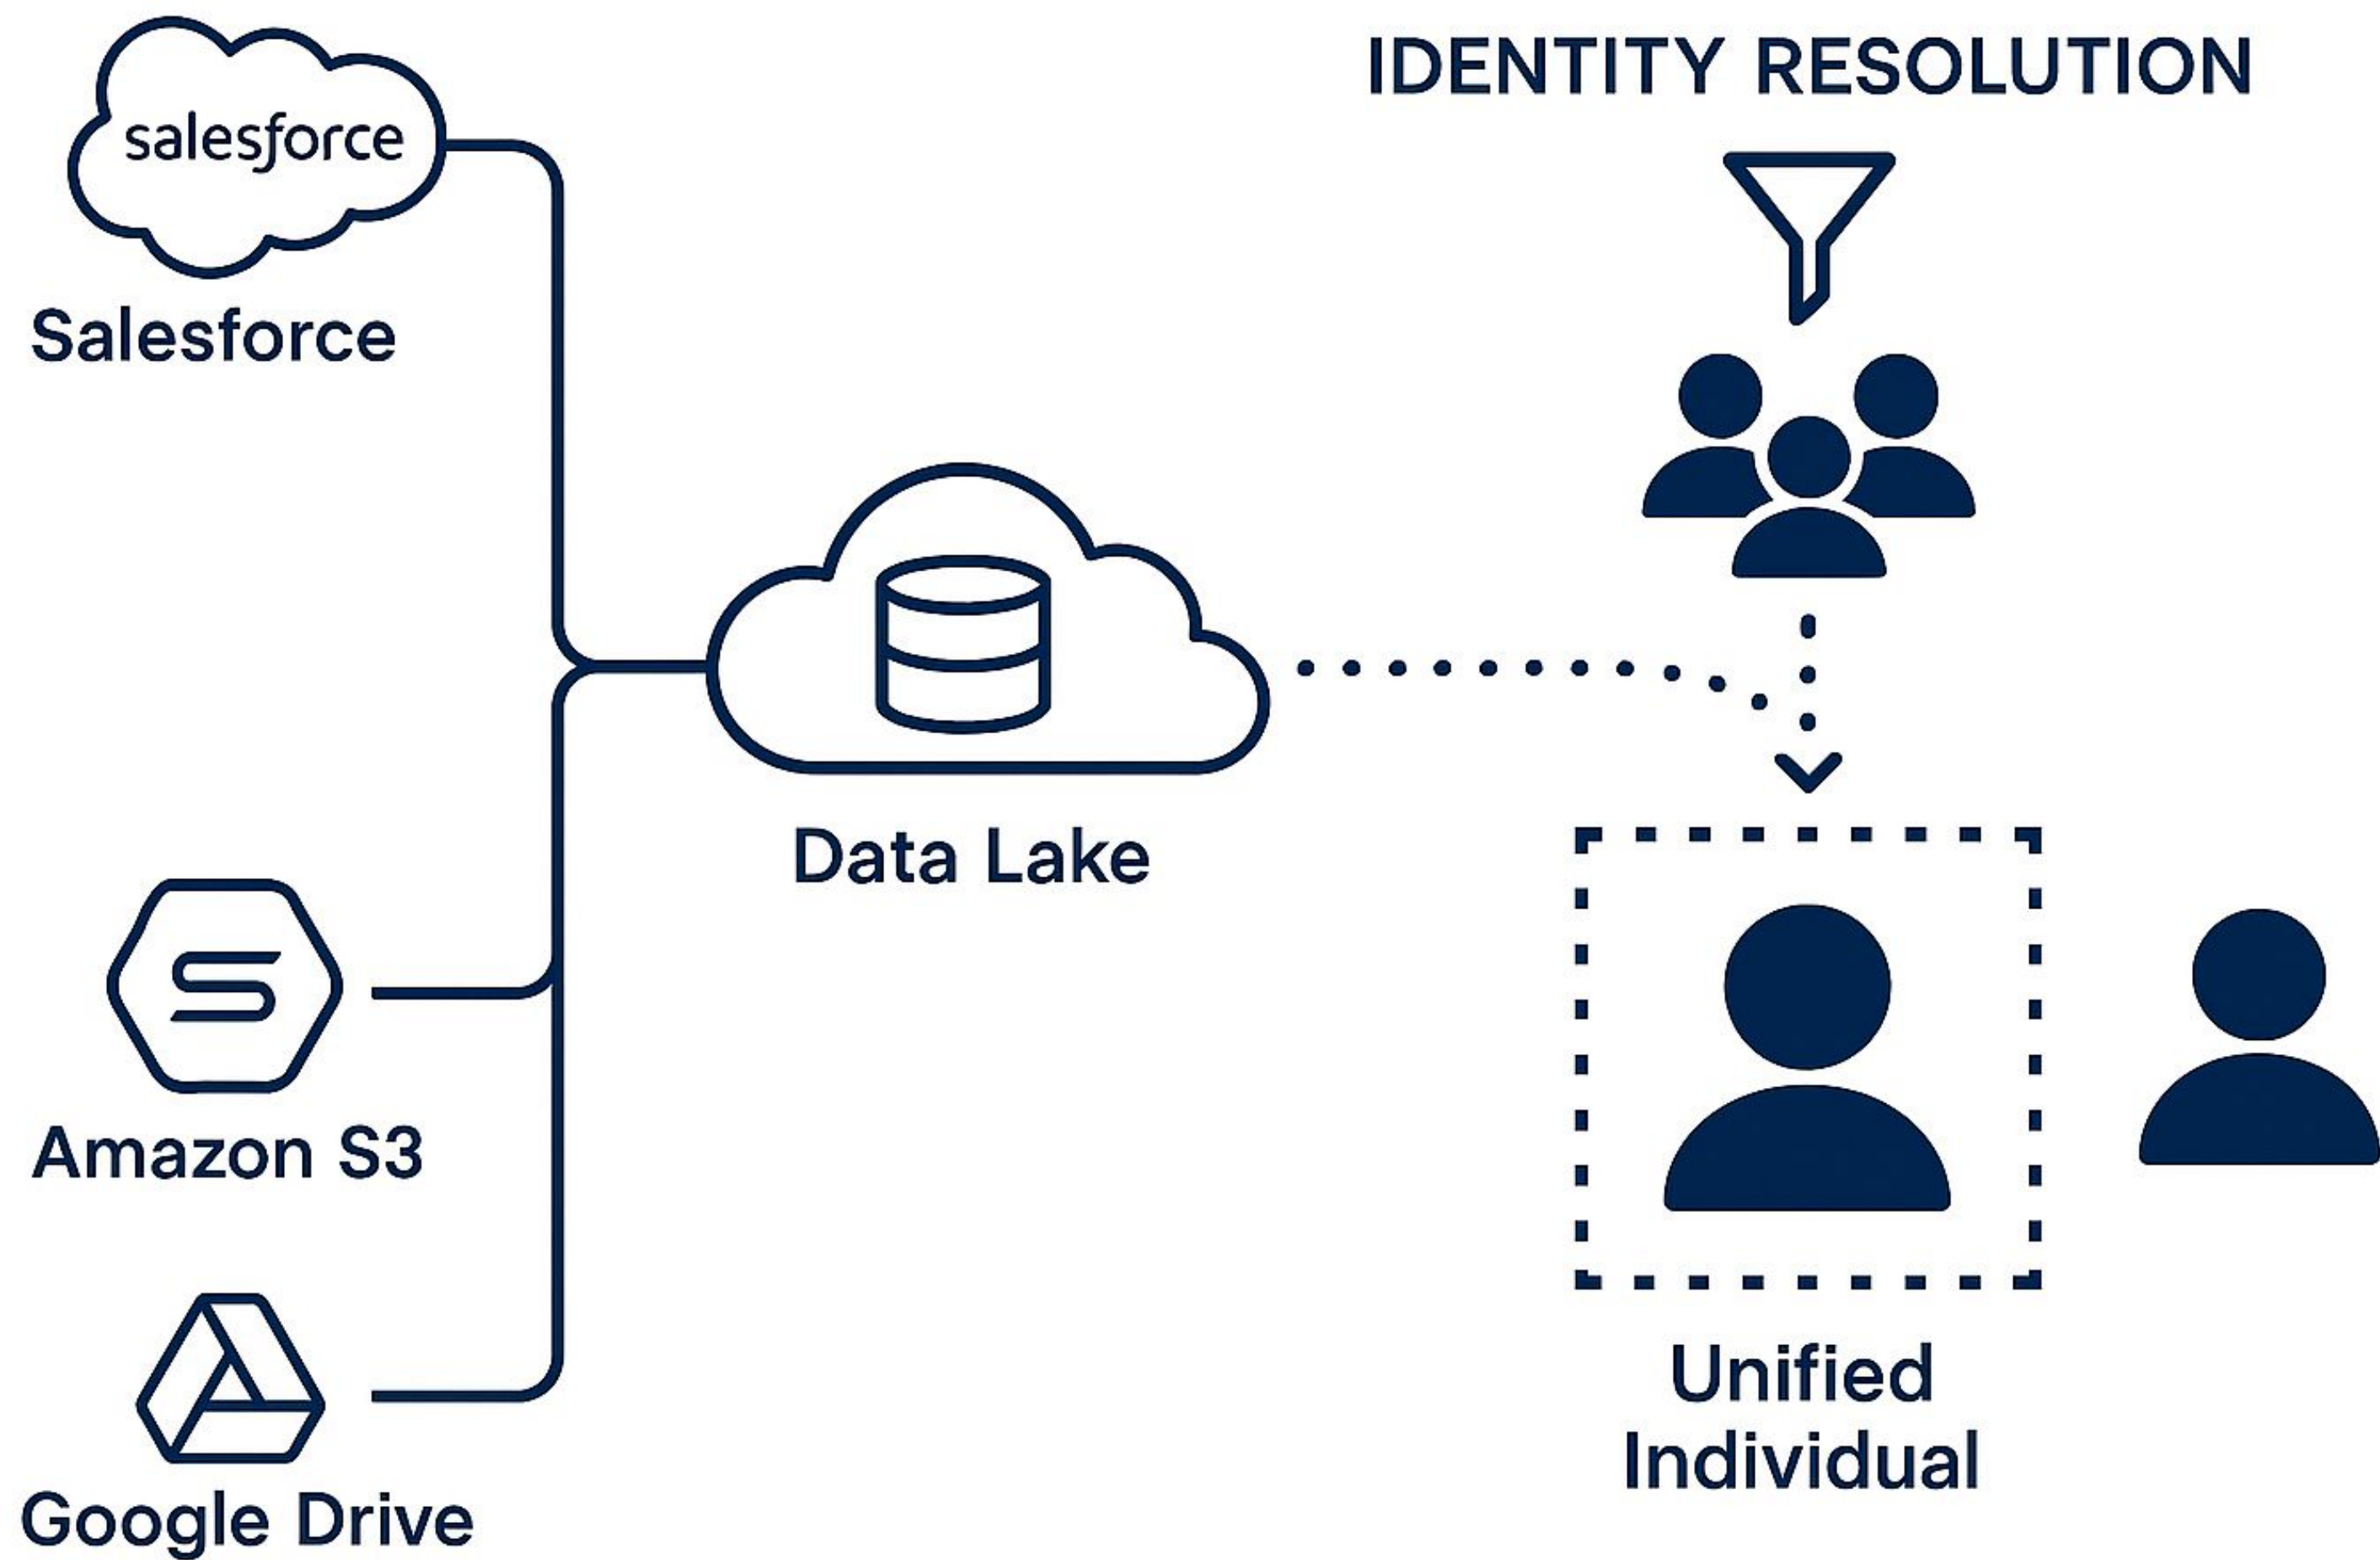 salesforce
Salesforce
IDENTITY RESOLUTION
Data Lake
Amazon S3
Google Drive
Unified
Individual